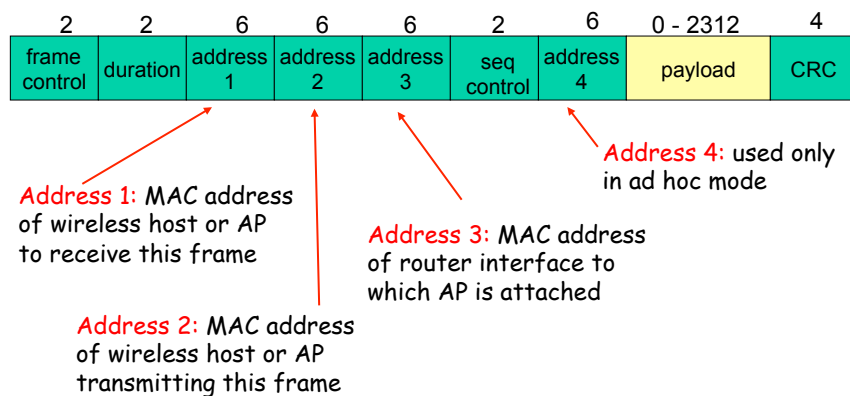 2 2 6 6 6 2 6 0 - 2312 4
frame control duration address 1 address 2 address 3 seq control address 4 payload CRC
Address 4: used only
in ad hoc mode
Address 1: MAC address
of wireless host or AP
to receive this frame
Address 3: MAC address
of router interface to
which AP is attached
Address 2: MAC address
of wireless host or AP
transmitting this frame